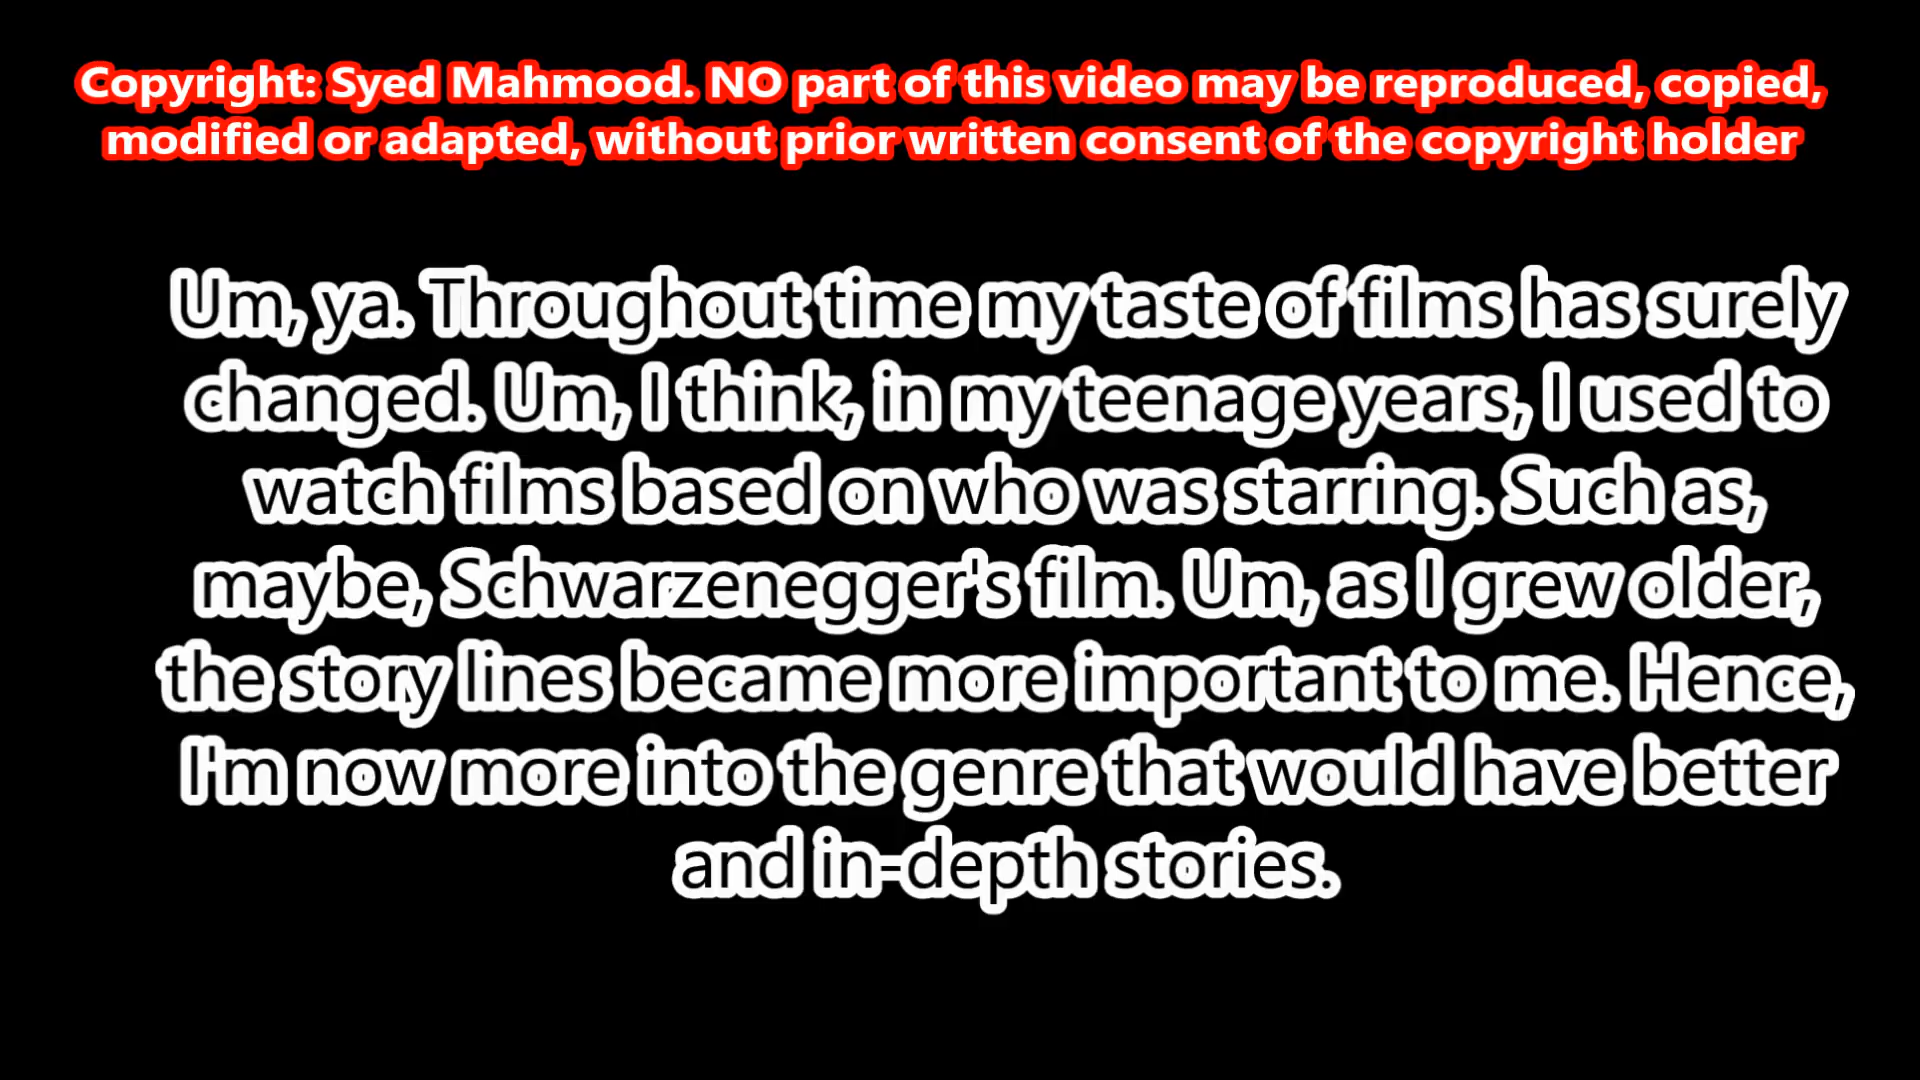 Copyright: Syed Mahmood. NO part of this video may be reproduced, copied,
modified or adapted, without prior written consent of the copyright holder
Um, ya. Throughout time my taste of films has surely
changed. Um, I think, in my teenage years, I used to
watch films based on who was starring. Such as,
maybe, Schwarzenegger's film. Um, as I grew older,
the story lines became more important to me. Hence,
I'm now more into the genre that would have better
and in-depth stories.